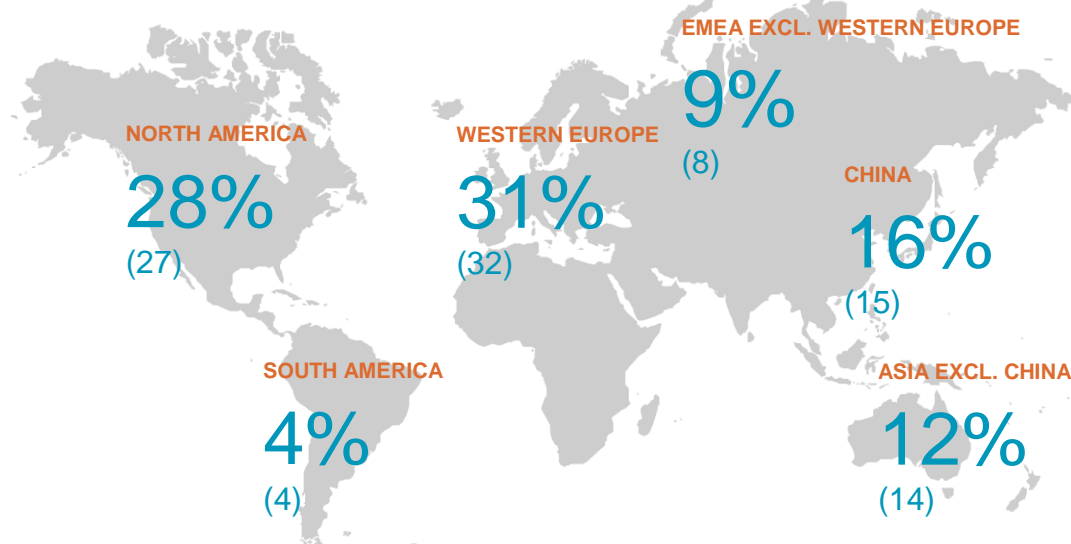 EMEA EXCL. WESTERN EUROPE
9%
(8)
NORTH AMERICA
28%
(27)
WESTERN EUROPE
31%
(32)
CHINA
16%
(15)
SOUTH AMERICA
4%
(4)
ASIA EXCL. CHINA
12%
(14)